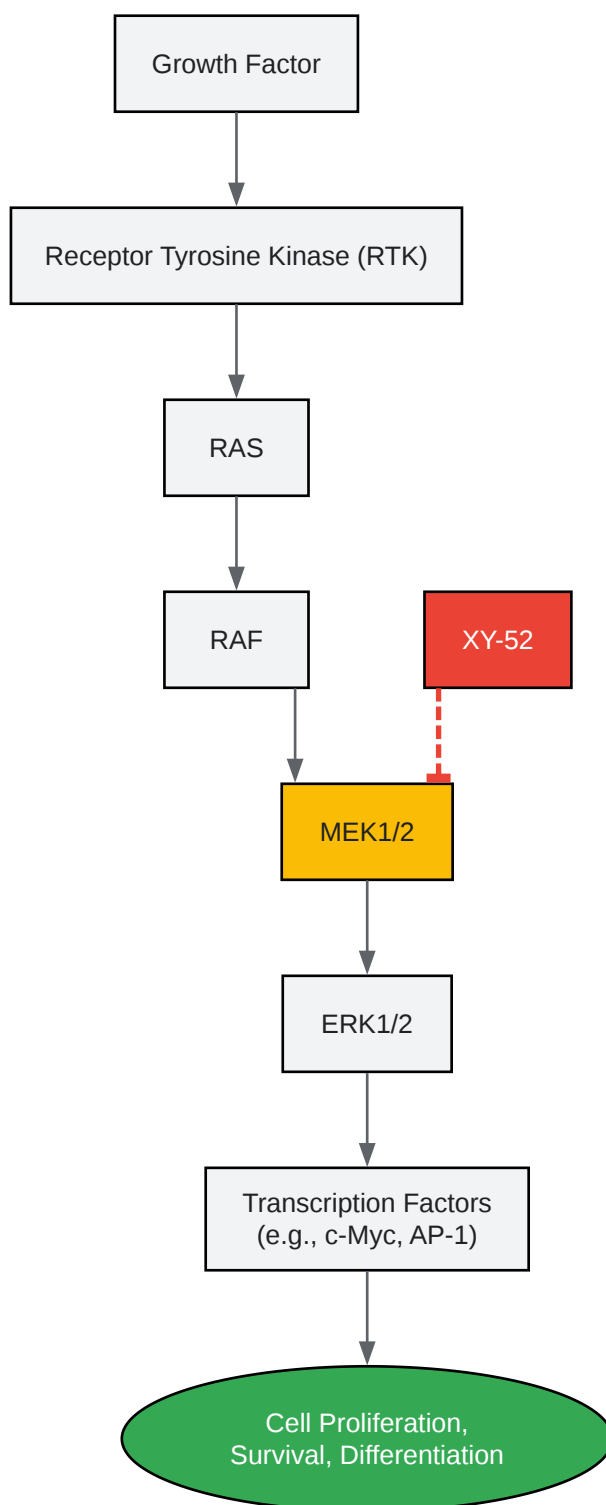 Growth Factor
Receptor Tyrosine Kinase (RTK)
RAS
RAF
XY-52
MEK1/2
ERK1/2
Transcription Factors
(e.g., c-Myc, AP-1)
Cell Proliferation,
Survival, Differentiation